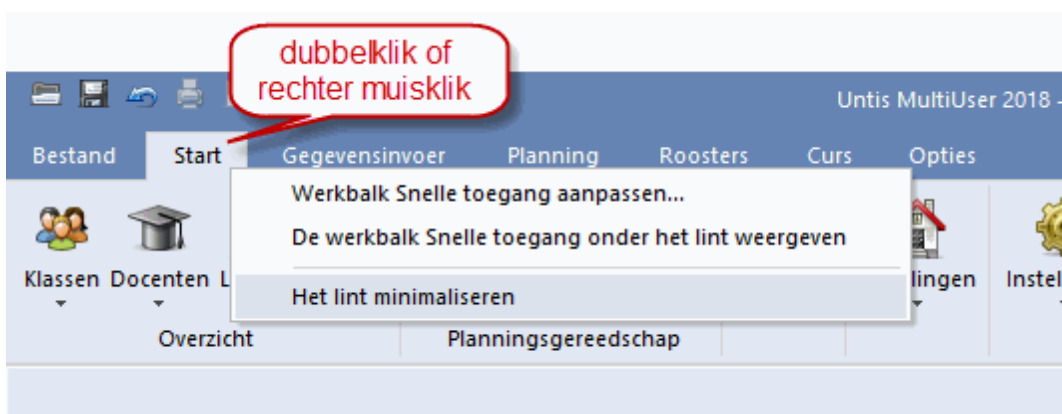 dubbelklik of
rechter muisklik
Untis MultiUser 2018 -
Bestand Start Gegevensinvoer Planning Roosters Curs Opties
Werkbalk Snelle toegang aanpassen...
De werkbalk Snelle toegang onder het lint weergeven
Klassen Docenten L lingen Instel
Het lint minimaliseren
Overzicht Planningsgereedschap